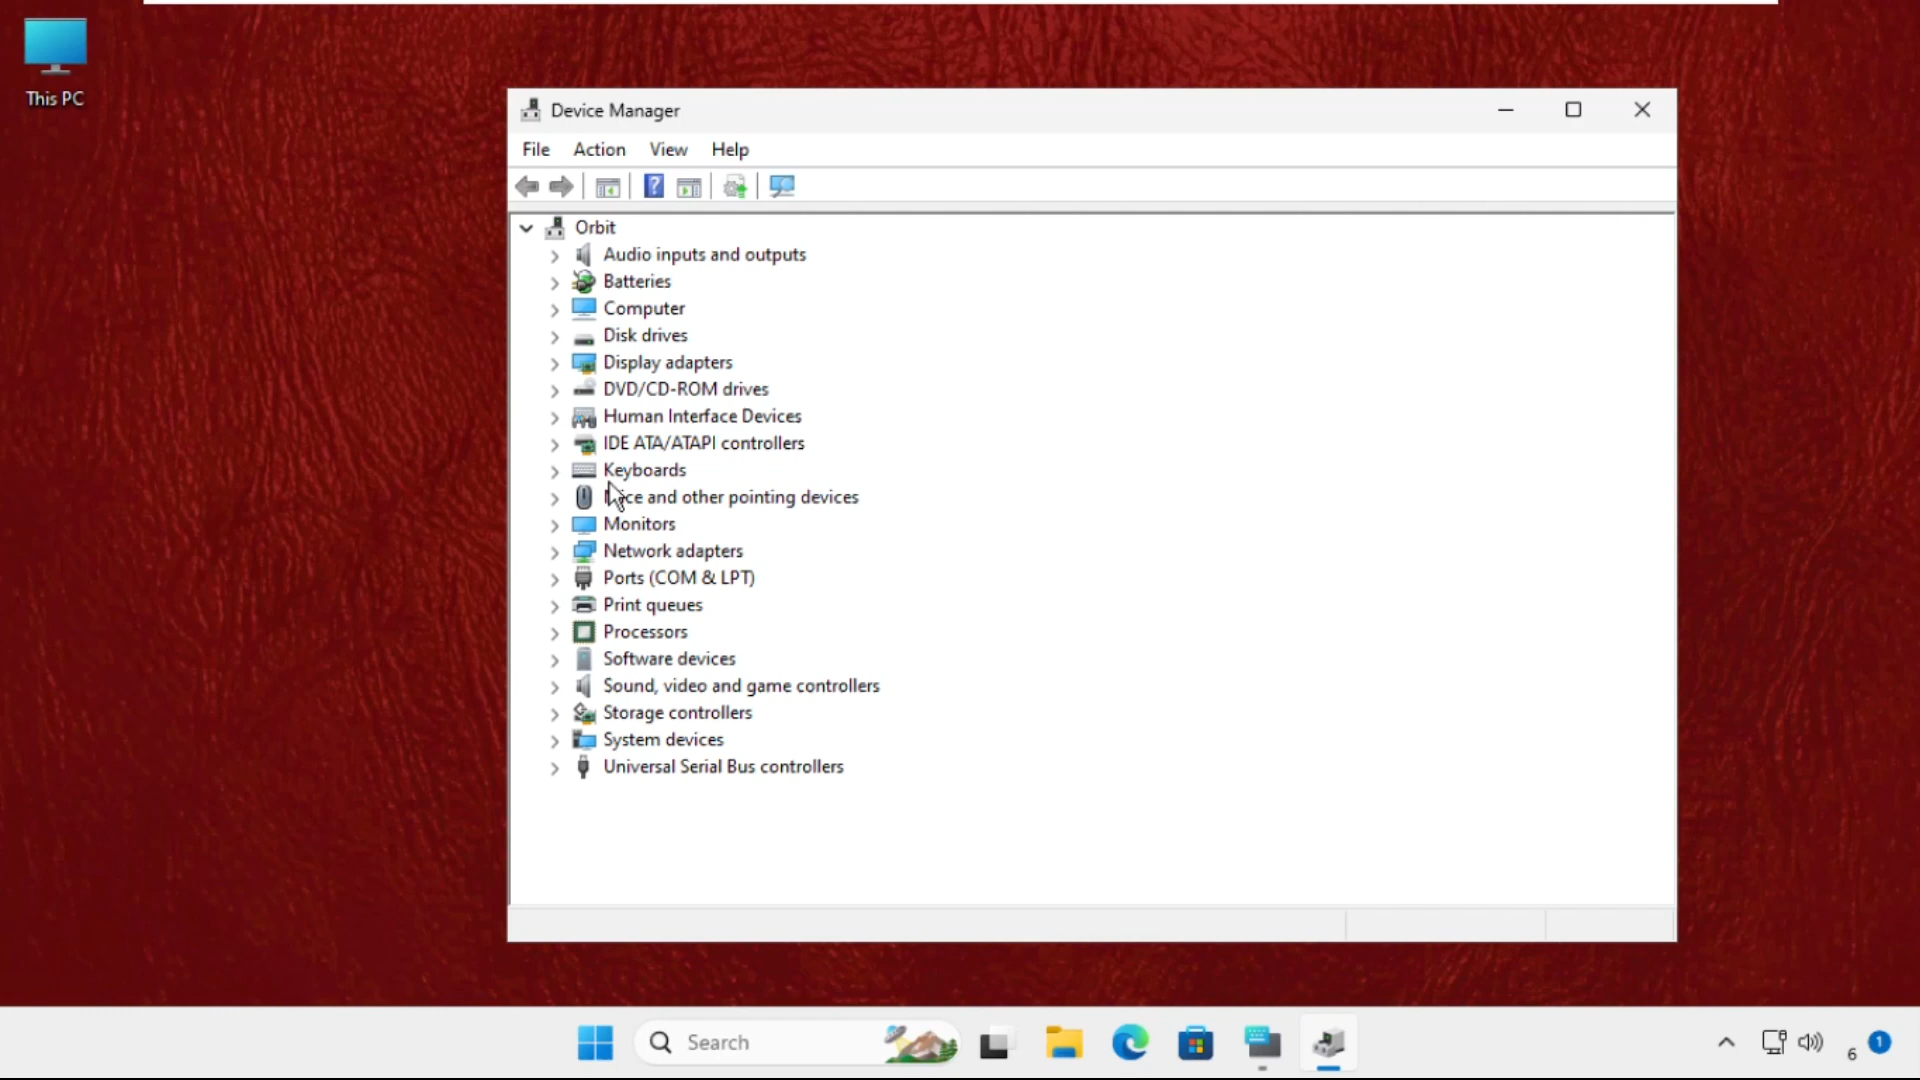 This PC
Device Manager
File Action View Help
Orbit
Audio inputs and outputs
Batteries
Computer
Disk drives
Display adapters
DVD/CD-ROM drives
Human Interface Devices
IDE ATA/ATAPI controllers
Keyboards
and other pointing devices
Monitors
Network adapters
Ports (COM & LPT)
Print queues
Processors
Software devices
Sound, video and game controllers
Storage controllers
System devices
Universal Serial Bus controllers
Search
6 1